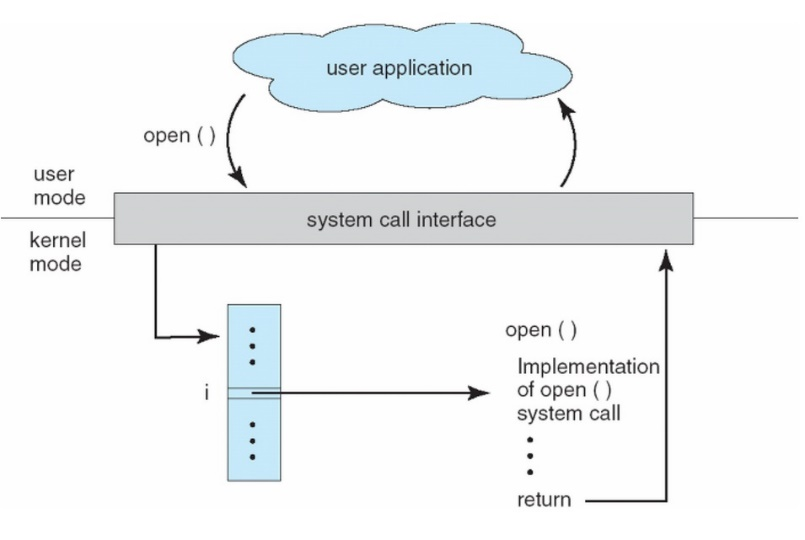 user application
open ( )
user
mode
system call interface
kernel
mode
open ( )
i
Implementation
of open ( )
system call
return